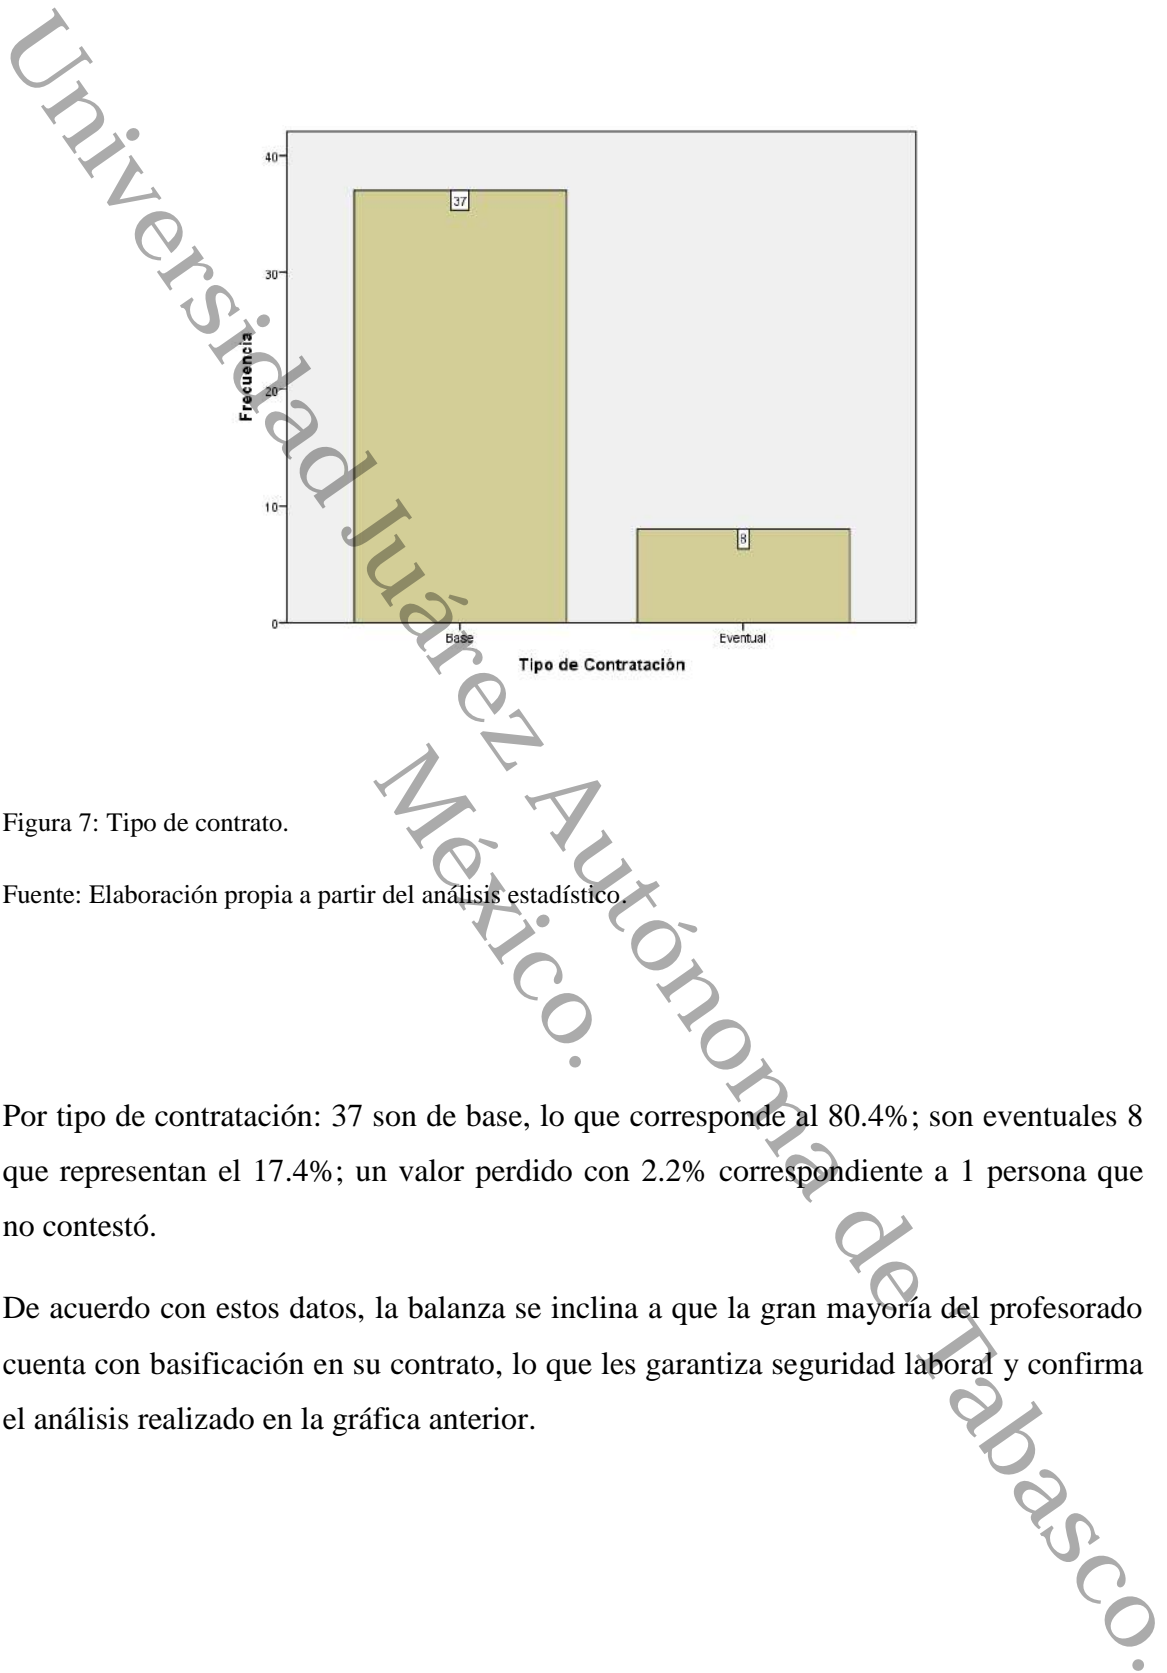 Universidad Juárez Autónoma de Tabasco.
México.
40
37
30
Frecuencia
20
10
8
0
Base
Eventual
Tipo de Contratación
Figura 7: Tipo de contrato.
Fuente: Elaboración propia a partir del análisis estadístico.
Por tipo de contratación: 37 son de base, lo que corresponde al 80.4%; son eventuales 8
que representan el 17.4%; un valor perdido con 2.2% correspondiente a 1 persona que
no contestó.
De acuerdo con estos datos, la balanza se inclina a que la gran mayoría del profesorado
cuenta con basificación en su contrato, lo que les garantiza seguridad laboral y confirma
el análisis realizado en la gráfica anterior.